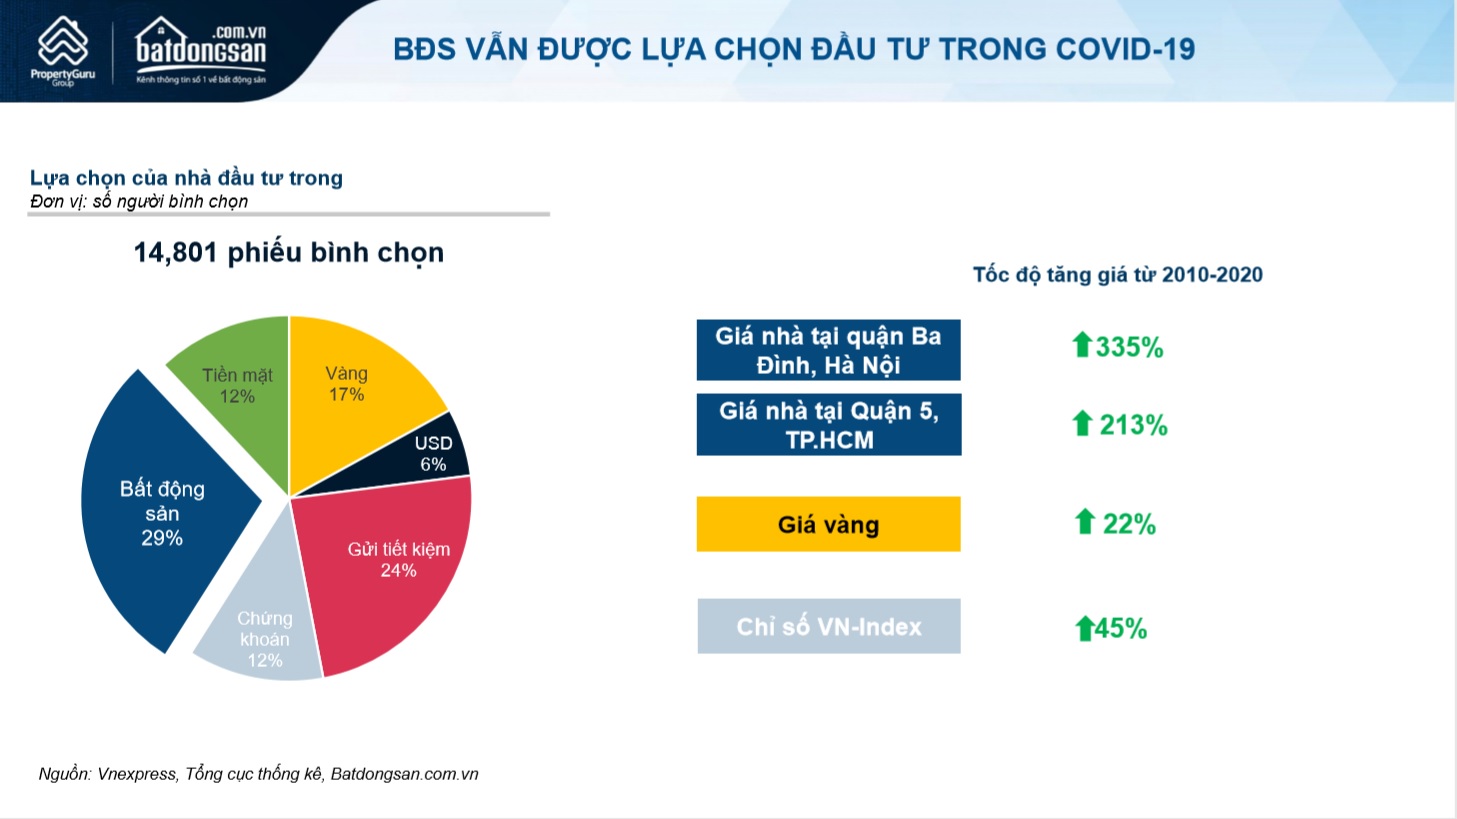 PropertyGuru
Group
.com.vn
batdongsan
Kênh thông tin số 1 về bất động sản
BĐS VẪN ĐƯỢC LỰA CHỌN ĐẦU TƯ TRONG COVID-19
Lựa chọn của nhà đầu tư trong
Đơn vị: số người bình chọn
14,801 phiếu bình chọn
Tiền mặt
12%
Vàng
17%
USD
6%
Bất động
sản
29%
Gửi tiết kiệm
24%
Chứng
khoán
12%
Tốc độ tăng giá từ 2010-2020
Giá nhà tại quận Ba
Đình, Hà Nội
335%
Giá nhà tại Quận 5,
TP.HCM
213%
Giá vàng
22%
Chỉ số VN-Index
45%
Nguồn: Vnexpress, Tổng cục thống kê, Batdongsan.com.vn